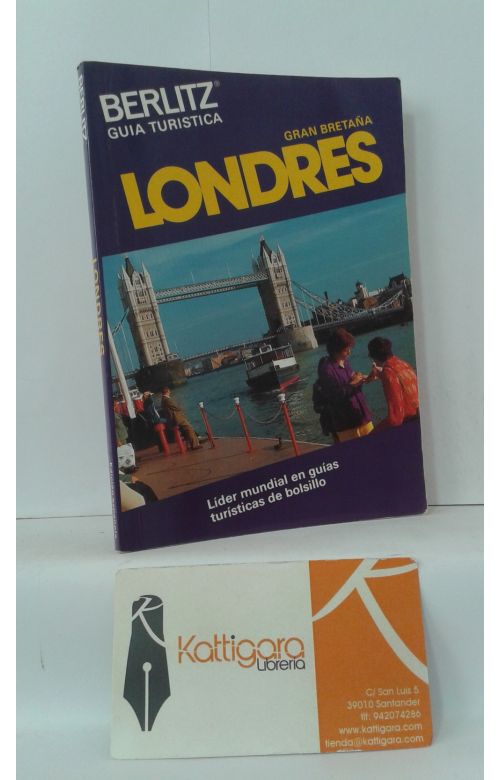 BERLITZ®
GUIA TURISTICA
GRAN BRETAÑA
LONDRES
Líder mundial en guías
turísticas de bolsillo
LONDRES
Kattigara
Librería
C/ San Luis 5
39010 Santander
tlf: 942074286
www.kattigara.com
tienda@kattigara.com